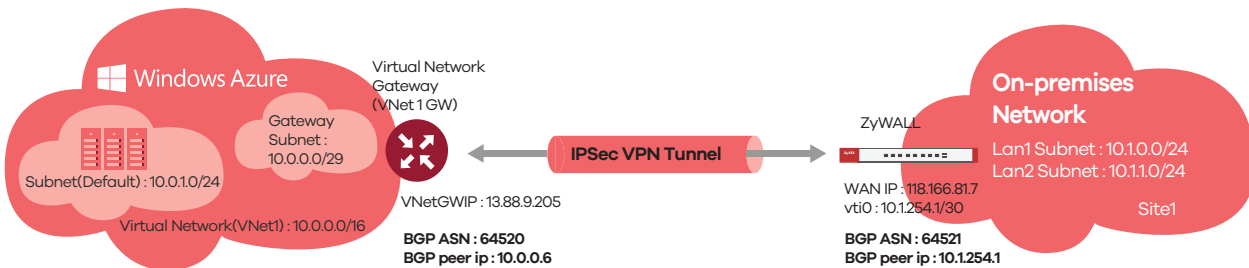 Windows Azure
Subnet(Default) : 10.0.1.0/24
Gateway
Subnet :
10.0.0.0/29
Virtual Network(VNet1) : 10.0.0.0/16
Virtual Network
Gateway
(VNet 1 GW)
VNetGWIP : 13.88.9.205
BGP ASN : 64520
BGP peer ip : 10.0.0.6
IPSec VPN Tunnel
ZyWALL
ZyXEL
WAN IP : 118.166.81.7
vti0 : 10.1.254.1/30
BGP ASN : 64521
BGP peer ip : 10.1.254.1
On-premises
Network
Lan1 Subnet : 10.1.0.0/24
Lan2 Subnet : 10.1.1.0/24
Site1